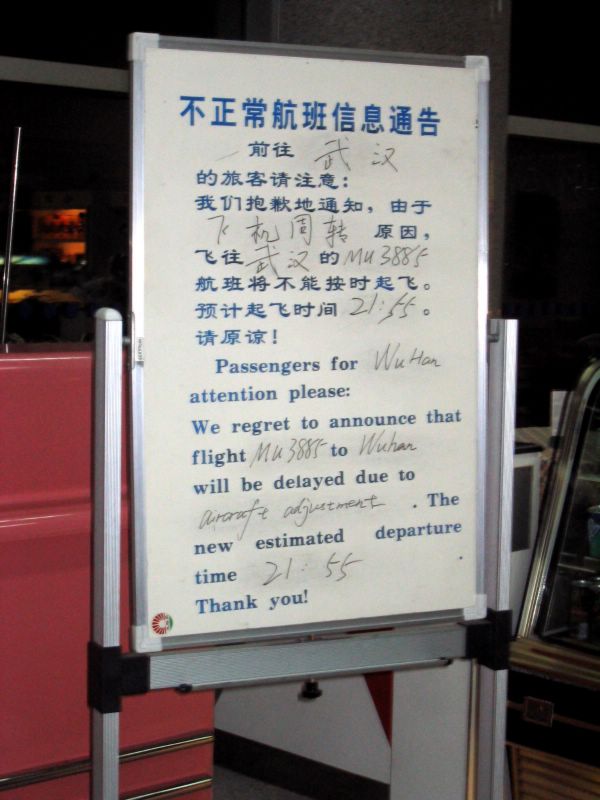 不正常航班信息通告
前往 武汉
的旅客请注意：
我们抱歉地通知，由于
飞机周转 原因，
飞往 武汉 的 MU3885
航班将不能按时起飞。
预计起飞时间 21:55 。
请原谅！
Passengers for WuHan
attention please:
We regret to announce that
flight MU3885 to Wuhan
will be delayed due to
aircraft adjustment . The
new estimated departure
time 21:55 .
Thank you!